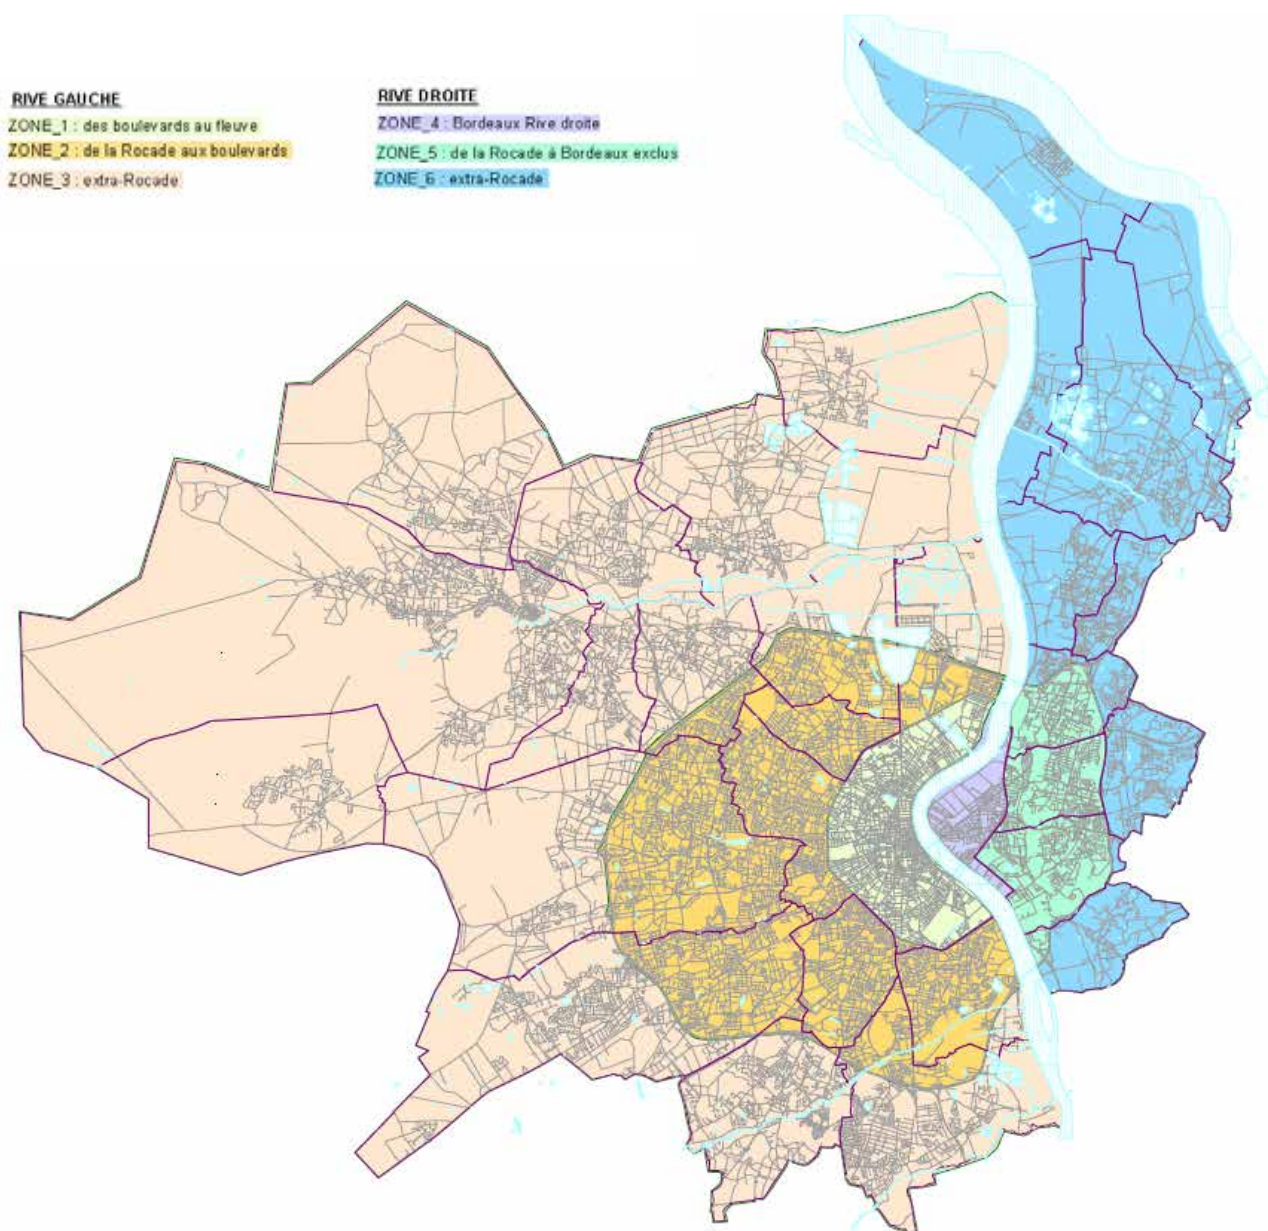 RIVE GAUCHE
ZONE_1 : des boulevards au fleuve
ZONE_2 : de la Rocade aux boulevards
ZONE_3 : extra-Rocade
RIVE DROITE
ZONE_4 : Bordeaux Rive droite
ZONE_5 : de la Rocade à Bordeaux exclus
ZONE_6 : extra-Rocade